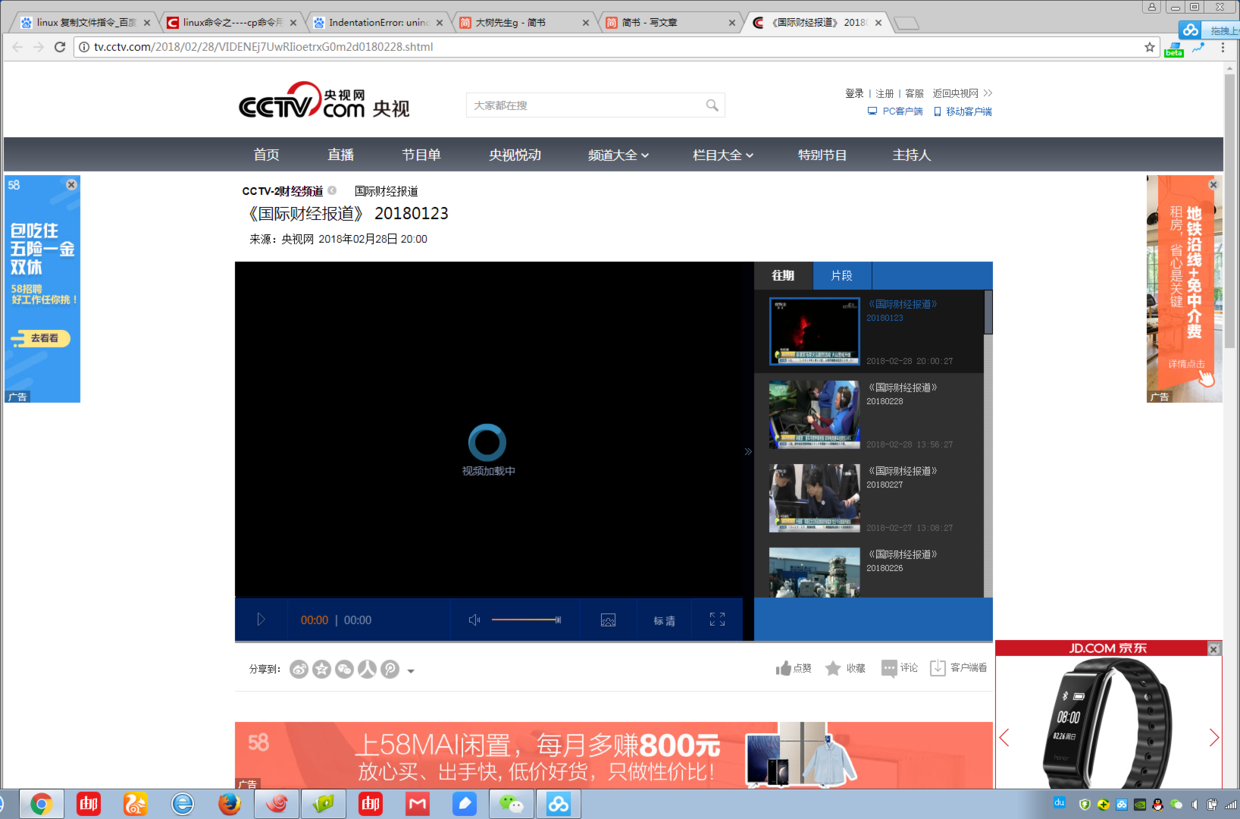 linux 复制文件指令_百度
linux命令之----cp命令用
IndentationError: unind
大树先生g - 简书
简书 - 写文章
《国际财经报道》 2018
拖拽上
tv.cctv.com/2018/02/28/VIDENEj7UwRIioetrxG0m2d0180228.shtml
beta
CCTV.com 央视网 央视
大家都在搜
登录 | 注册 | 客服 返回央视网
PC客户端 移动客户端
首页 直播 节目单 央视悦动 频道大全 栏目大全 特别节目 主持人
58
包吃住
五险一金
双休
58招聘
好工作任你挑!
去看看
广告
CCTV-2财经频道 国际财经报道
《国际财经报道》 20180123
来源:央视网 2018年02月28日 20:00
视频加载中
00:00 | 00:00
标清
往期 片段
《国际财经报道》
20180123
2018-02-28 20:00:27
《国际财经报道》
20180228
2018-02-28 13:56:27
《国际财经报道》
20180227
2018-02-27 13:08:27
《国际财经报道》
20180226
地铁沿线+免中介费
租房,省心是关键
详情点击
广告
分享到:
点赞 收藏 评论 客户端看
58
上58MAI闲置,每月多赚800元
放心买、出手快, 低价好货,只做性价比!
广告
JD.COM 京东
08:00
02.26 周日
honor
du